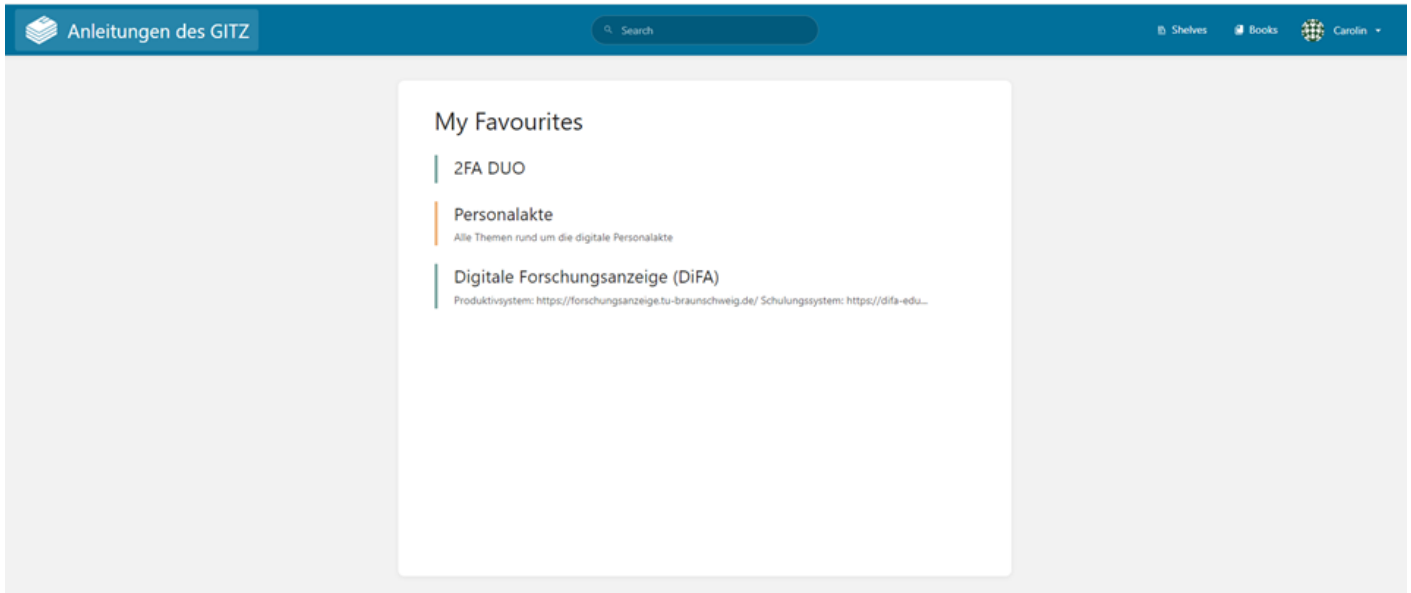 Anleitungen des GITZ
Search
Shelves
Books
Carolin
My Favourites
2FA DUO
Personalakte
Alle Themen rund um die digitale Personalakte
Digitale Forschungsanzeige (DiFA)
Produktivsystem: https://forschungsanzeige.tu-braunschweig.de/ Schulungssystem: https://difa-edu...